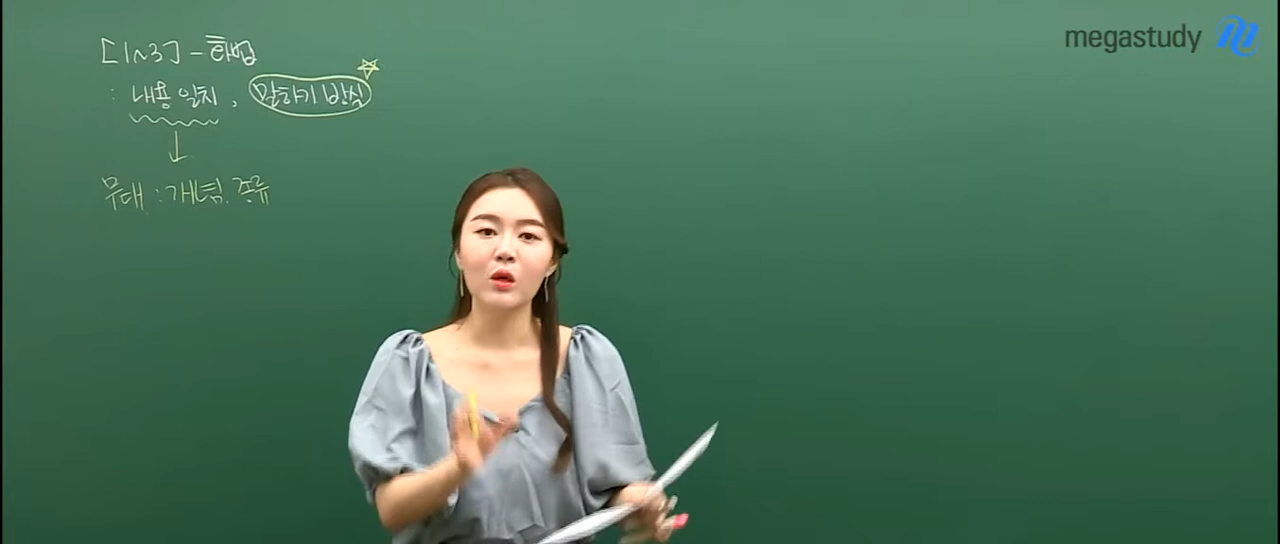 [1~3] - 화법
megastudy
: 내용 일치, 말하기 방식
무대 : 개념, 종류